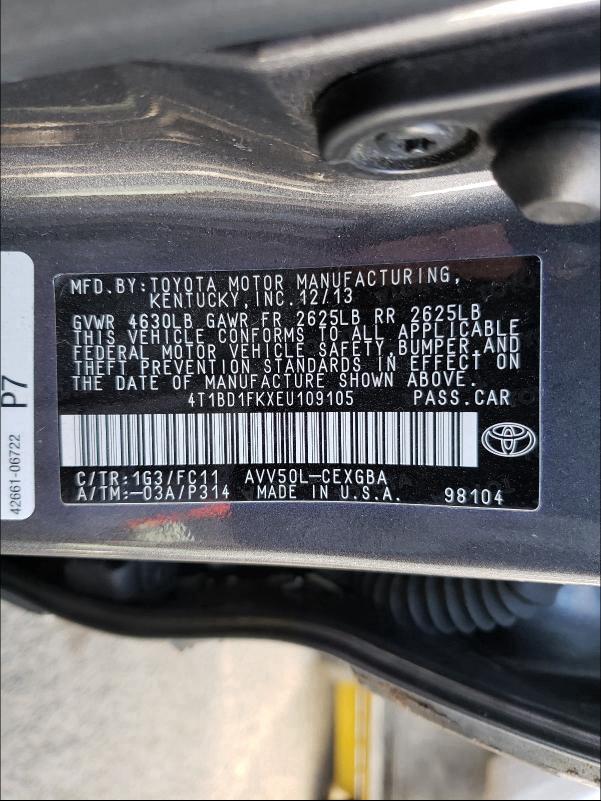 MFD.BY:TOYOTA MOTOR MANUFACTURING,
KENTUCKY, INC. 12/13
GVWR 4630LB GAWR FR 2625LB RR 2625LB
THIS VEHICLE CONFORMS TO ALL APPLICABLE
FEDERAL MOTOR VEHICLE SAFETY, BUMPER, AND
THEFT PREVENTION STANDARDS IN EFFECT ON
THE DATE OF MANUFACTURE SHOWN ABOVE.
4T1BD1FKXEU109105 PASS.CAR
C/TR:1G3/FC11 AVV50L-CEXGBA
A/TM:-03A/P314 MADE IN U.S.A. 98104
P7
42661-06722